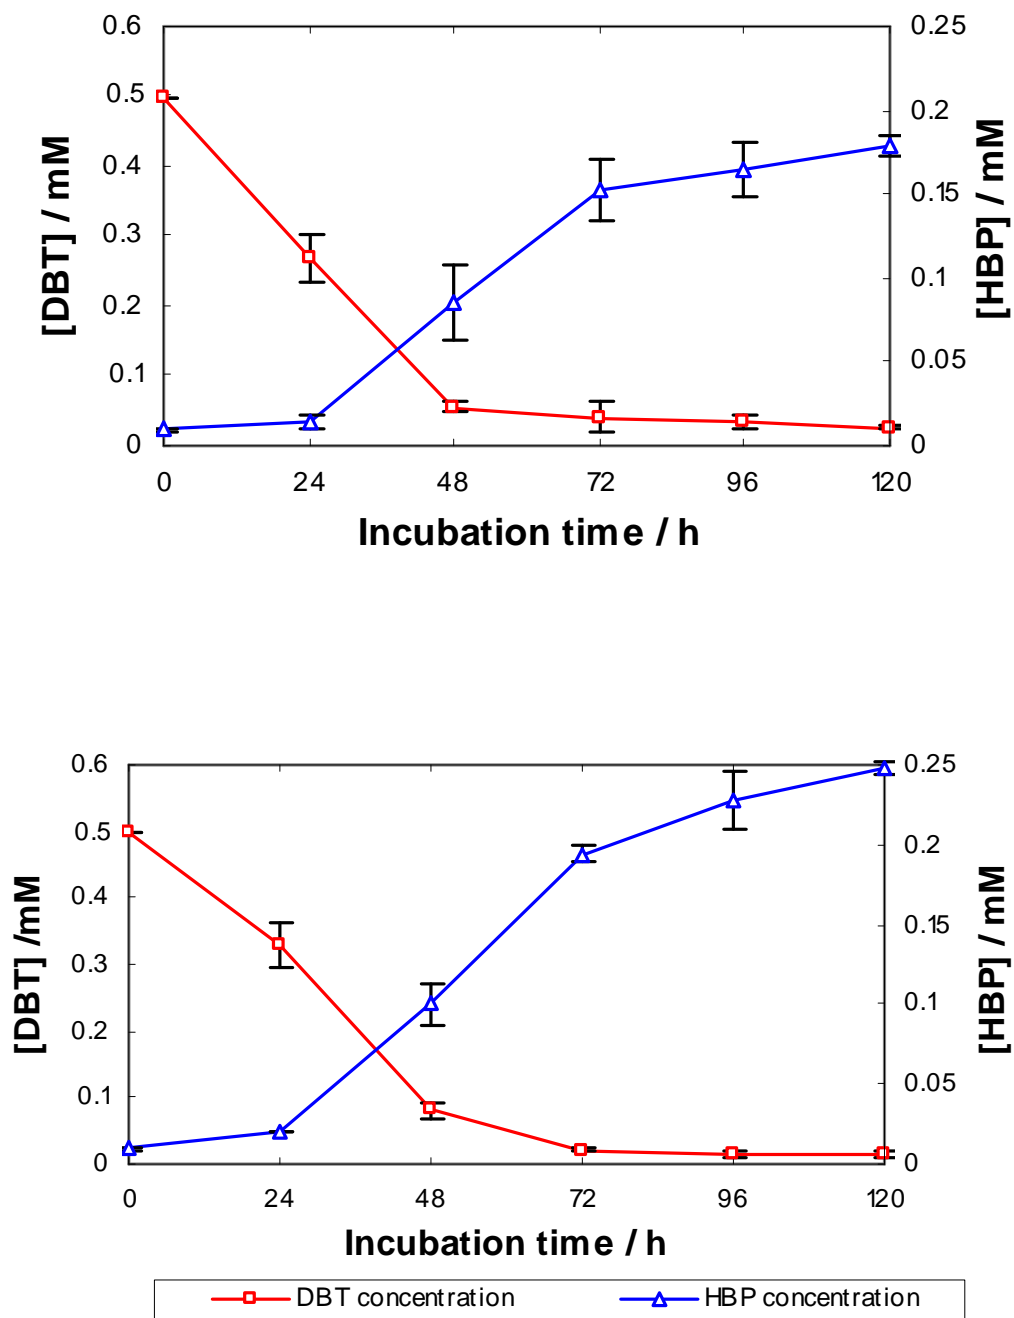 0.6
0.25
0.5
0.2
0.4
0.15
0.3
0.1
0.2
0.05
0.1
0
0
[DBT] / mM
[HBP] / mM
0 24 48 72 96 120
Incubation time / h
0.6
0.25
0.5
0.2
0.4
0.15
0.3
0.1
0.2
0.05
0.1
0
0
[DBT] /mM
[HBP] / mM
0 24 48 72 96 120
Incubation time / h
DBT concentration HBP concentration